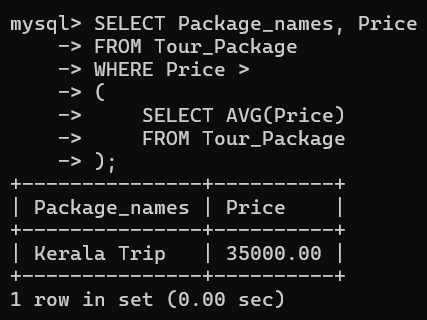 mysql> SELECT Package_names, Price
    -> FROM Tour_Package
    -> WHERE Price >
    -> (
    ->     SELECT AVG(Price)
    ->     FROM Tour_Package
    -> );
+---------------+----------+
| Package_names | Price    |
+---------------+----------+
| Kerala Trip   | 35000.00 |
+---------------+----------+
1 row in set (0.00 sec)